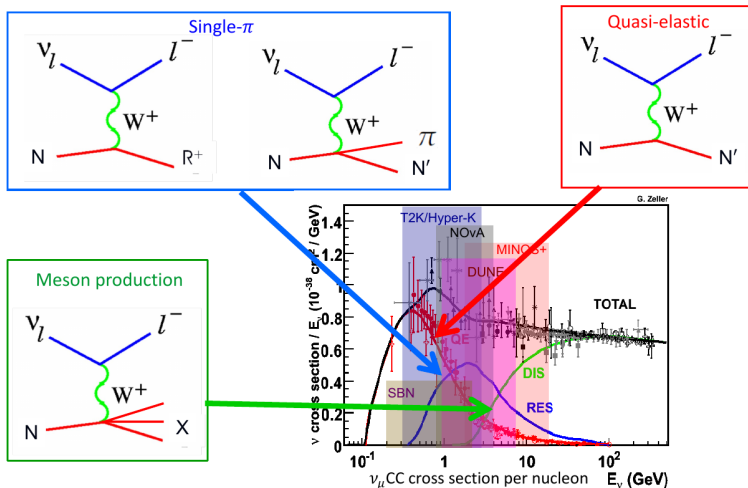 Single-π
ν_l l⁻
W⁺
N R⁺
ν_l l⁻
W⁺
π
N N′
Quasi-elastic
ν_l l⁻
W⁺
N N′
Meson production
ν_l l⁻
W⁺
N X
G. Zeller
ν cross section / E_ν (10⁻³⁸ cm² / GeV)
1.4
1.2
1
0.8
0.6
0.4
0.2
0
T2K/Hyper-K
NOvA
MINOS+
DUNE
TOTAL
QE
DIS
SBN
RES
10⁻¹ 1 10 10²
ν_μCC cross section per nucleon E_ν (GeV)